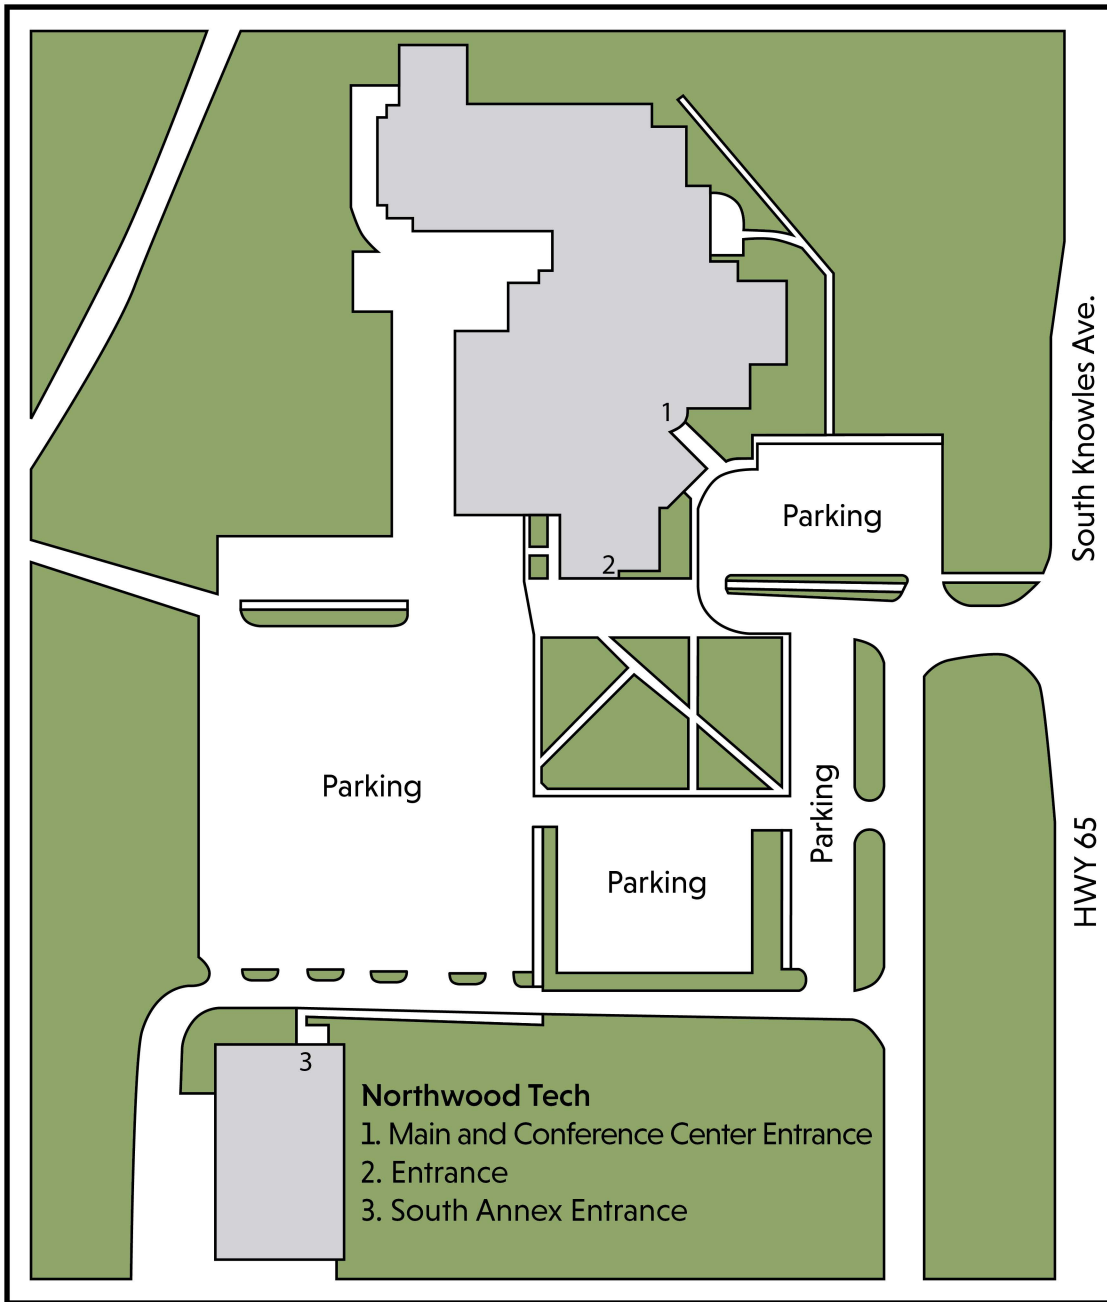 1
South Knowles Ave.
Parking
2
Parking
Parking
HWY 65
Parking
3
Northwood Tech
1. Main and Conference Center Entrance
2. Entrance
3. South Annex Entrance